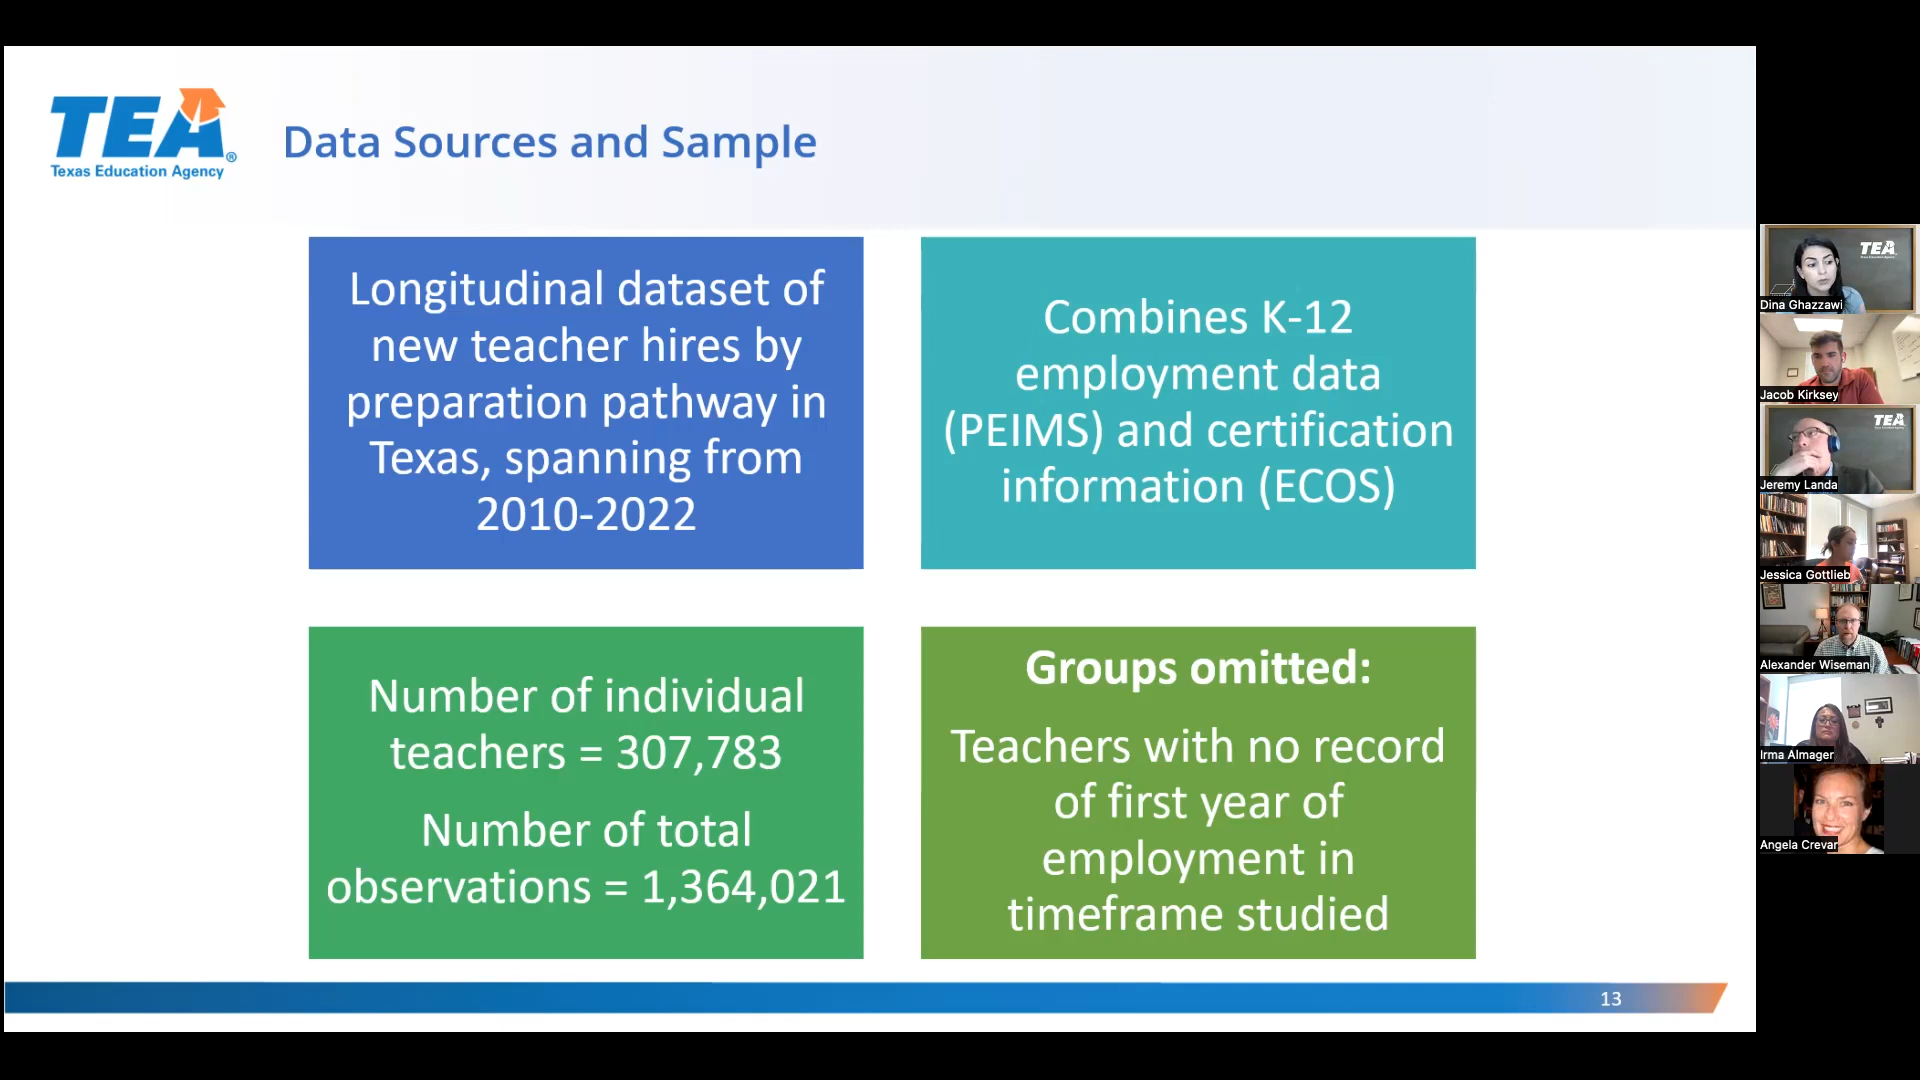 TEA
Texas Education Agency
Data Sources and Sample
Longitudinal dataset of
new teacher hires by
preparation pathway in
Texas, spanning from
2010-2022
Combines K-12
employment data
(PEIMS) and certification
information (ECOS)
Number of individual
teachers = 307,783
Number of total
observations = 1,364,021
Groups omitted:
Teachers with no record
of first year of
employment in
timeframe studied
13
TEA
Dina Ghazzawi
Jacob Kirksey
TEA
Jeremy Landa
Jessica Gottlieb
Alexander Wiseman
Irma Almager
Angela Crevar